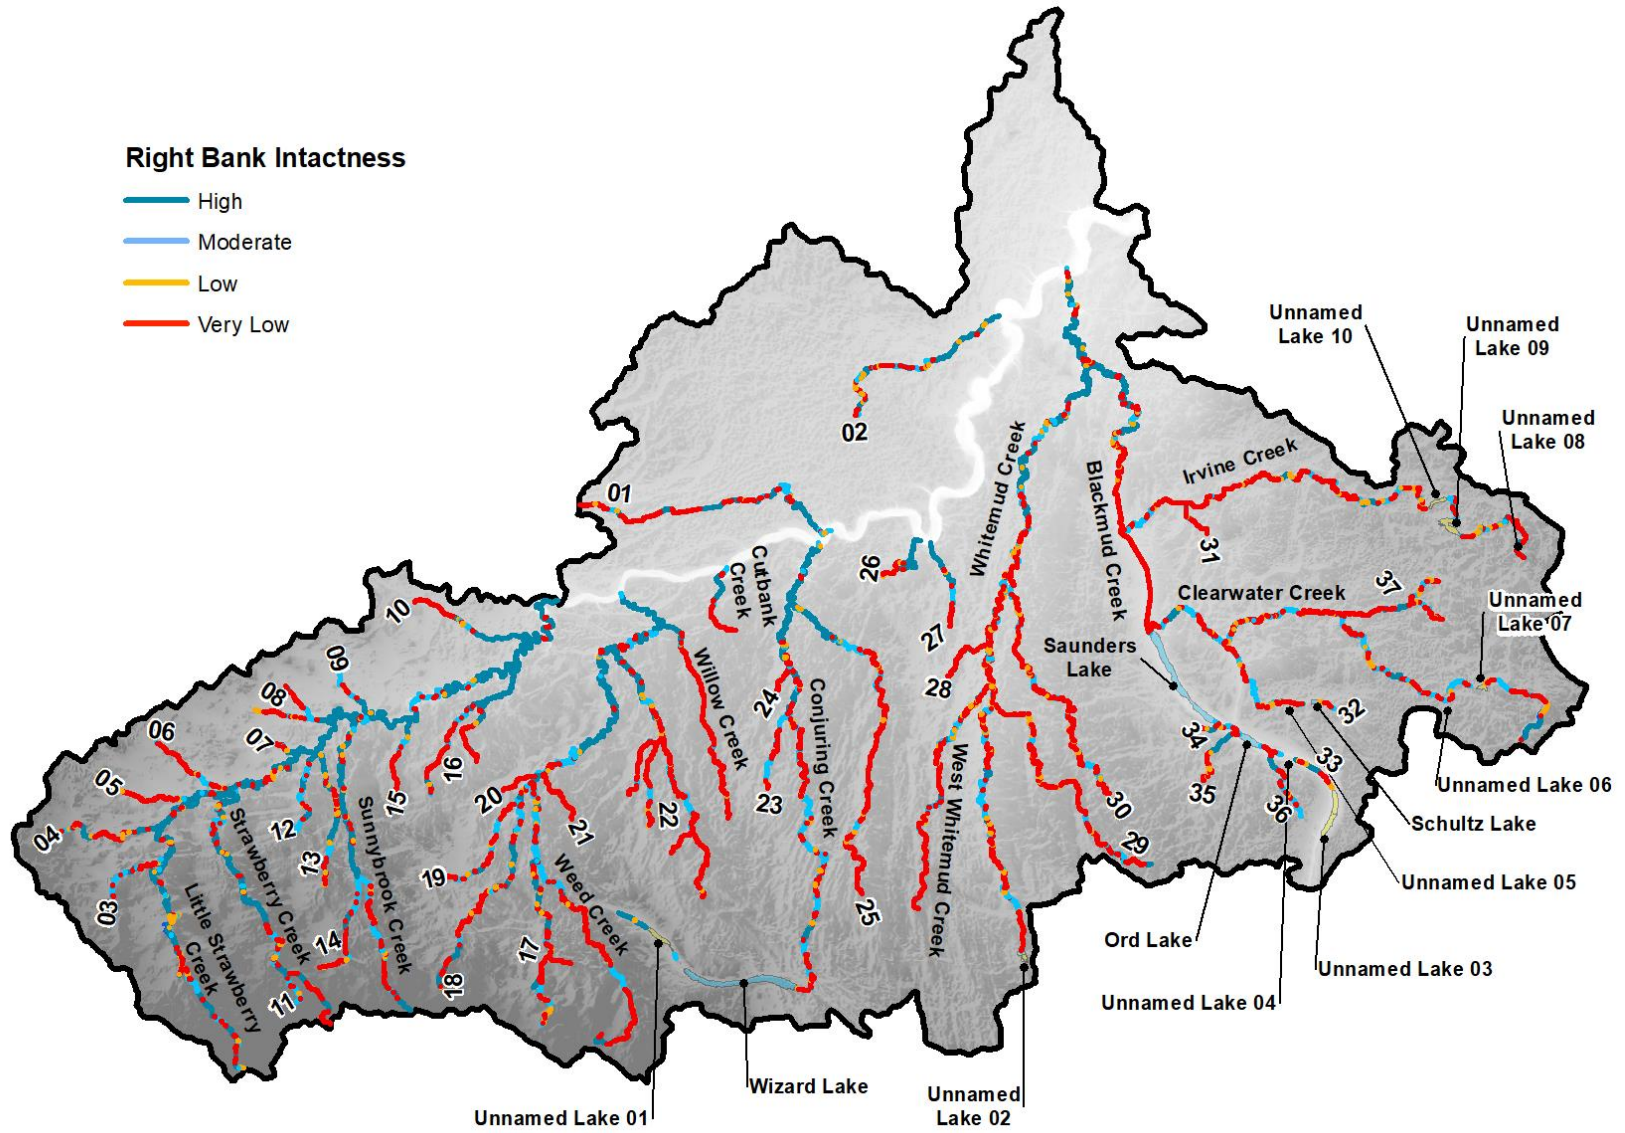 Right Bank Intactness
High
Moderate
Low
Very Low
Unnamed
Lake 10
Unnamed
Lake 09
Unnamed
Lake 08
02
01
Whitemud Creek
Blackmud Creek
Irvine Creek
31
26
37
Clearwater Creek
Unnamed
Lake 07
Cutbank
Creek
10
27
Saunders
Lake
28
09
08
07
06
05
04
03
16
15
Willow Creek
24
Conjuring Creek
23
32
34
33
35
36
Unnamed Lake 06
Schultz Lake
Unnamed Lake 05
Unnamed Lake 03
Ord Lake
Unnamed Lake 04
30
29
West Whitemud Creek
25
22
21
20
19
12
13
14
11
Strawberry Creek
Sunnybrook Creek
Little Strawberry
Creek
18
17
Weed Creek
Wizard Lake
Unnamed Lake 01
Unnamed
Lake 02